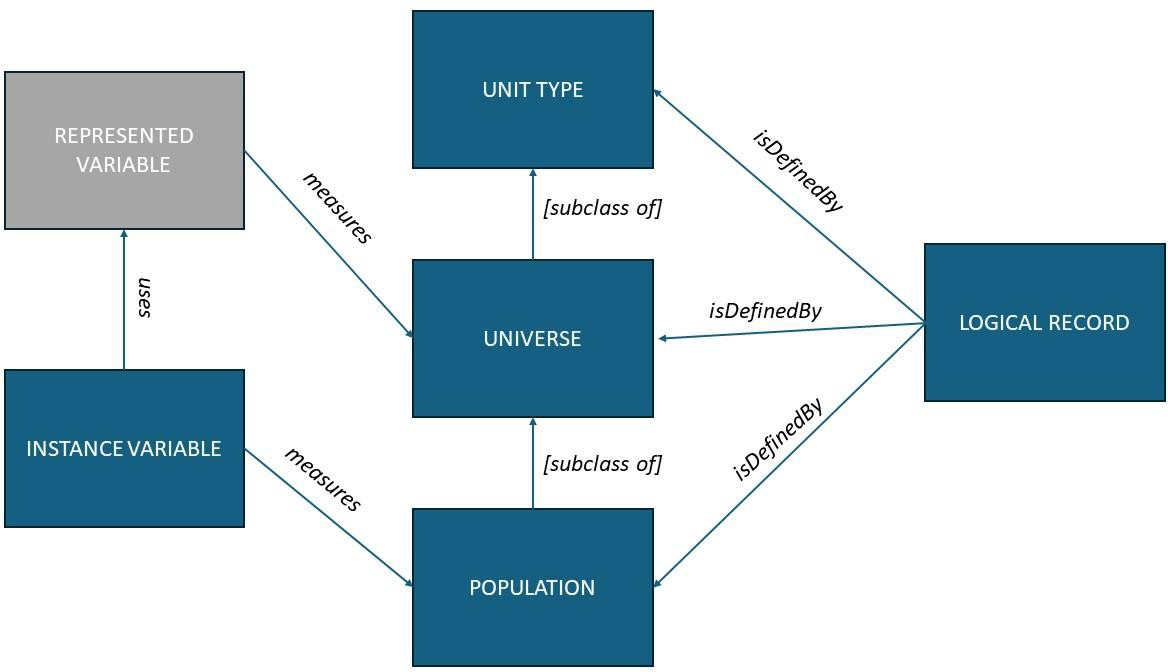 UNIT TYPE
REPRESENTED
VARIABLE
isDefinedBy
measures
[subclass of]
uses
isDefinedBy
LOGICAL RECORD
UNIVERSE
INSTANCE VARIABLE
measures
[subclass of]
isDefinedBy
POPULATION